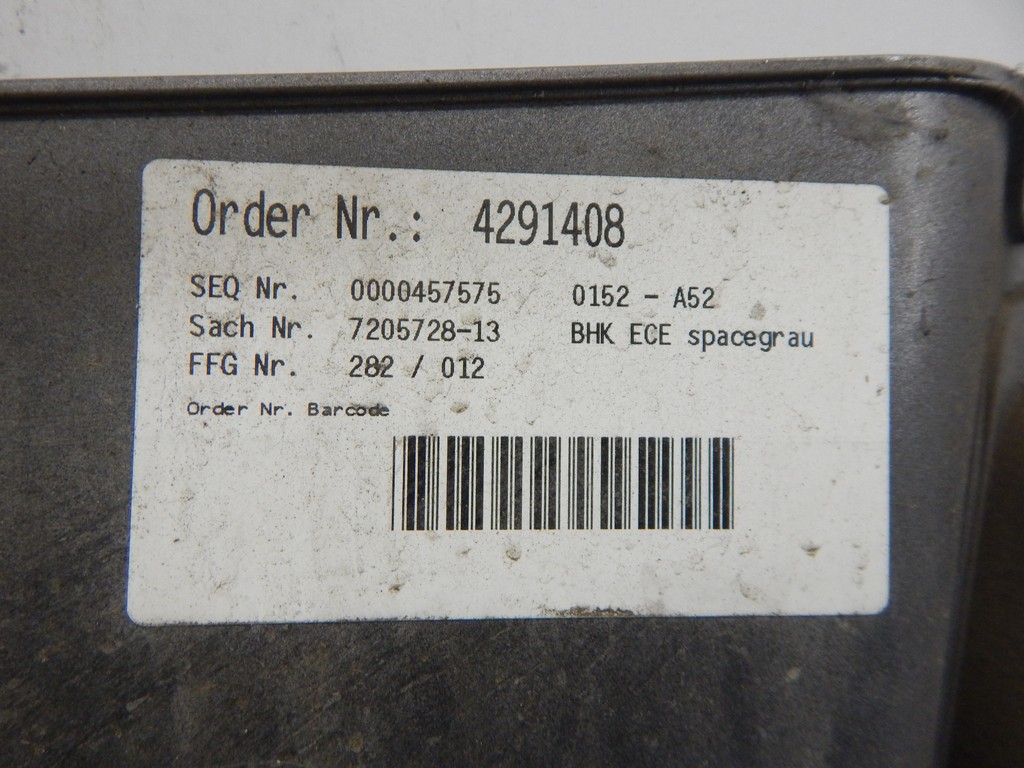 Order Nr.: 4291408
SEQ Nr. 0000457575 0152 - A52
Sach Nr. 7205728-13 BHK ECE spacegrau
FFG Nr. 282 / 012
Order Nr. Barcode